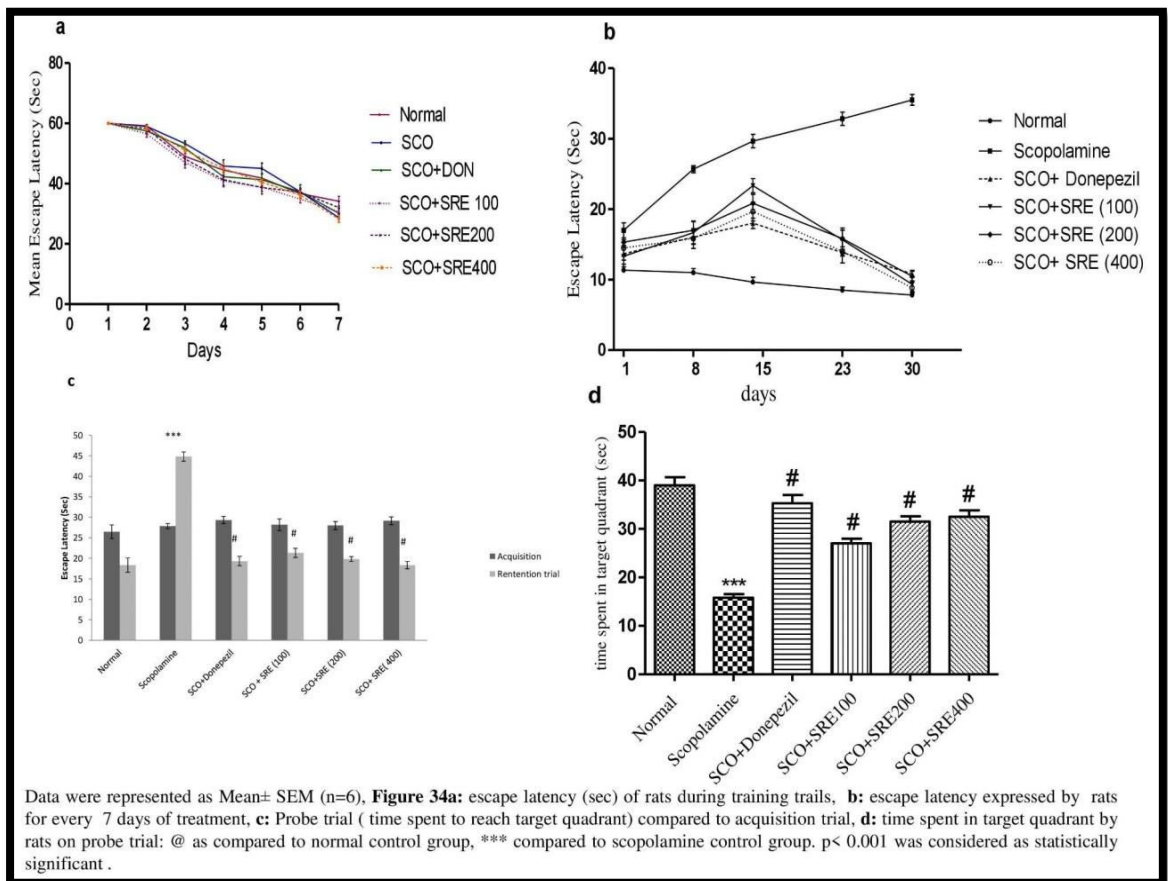 a
Mean Escape Latency (Sec)
80
60
40
20
0
0 1 2 3 4 5 6 7
Days
Normal
SCO
SCO+DON
SCO+SRE 100
SCO+SRE200
SCO+SRE400
b
Escape Latency (Sec)
40
30
20
10
0
1 8 15 23 30
days
Normal
Scopolamine
SCO+ Donepezil
SCO+SRE (100)
SCO+SRE (200)
SCO+ SRE (400)
c
Escape Latency (Sec)
50
45
40
35
30
25
20
15
10
5
0
***
# # # #
Normal
Scopolamine
SCO+Donepezil
SCO + SRE (100)
SCO+SRE (200)
SCO+ SRE( 400)
Acquisition
Rentention trial
d
time spent in target quadrant (sec)
50
40
30
20
10
0
***
# # # #
Normal
Scopolamine
SCO+Donepezil
SCO+SRE100
SCO+SRE200
SCO+SRE400
Data were represented as Mean± SEM (n=6), Figure 34a: escape latency (sec) of rats during training trails, b: escape latency expressed by rats
for every 7 days of treatment, c: Probe trial ( time spent to reach target quadrant) compared to acquisition trial, d: time spent in target quadrant by
rats on probe trial: @ as compared to normal control group, *** compared to scopolamine control group. p< 0.001 was considered as statistically
significant .